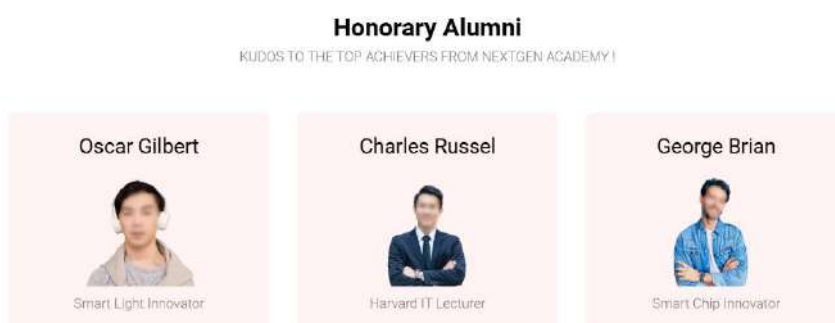 Honorary Alumni
KUDOS TO THE TOP ACHIEVERS FROM NEXTGEN ACADEMY !
Oscar Gilbert
Charles Russel
George Brian
Smart Light Innovator
Harvard IT Lecturer
Smart Chip Innovator